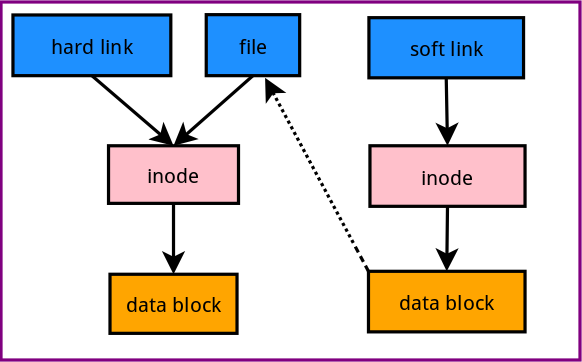 hard link
file
soft link
inode
inode
data block
data block